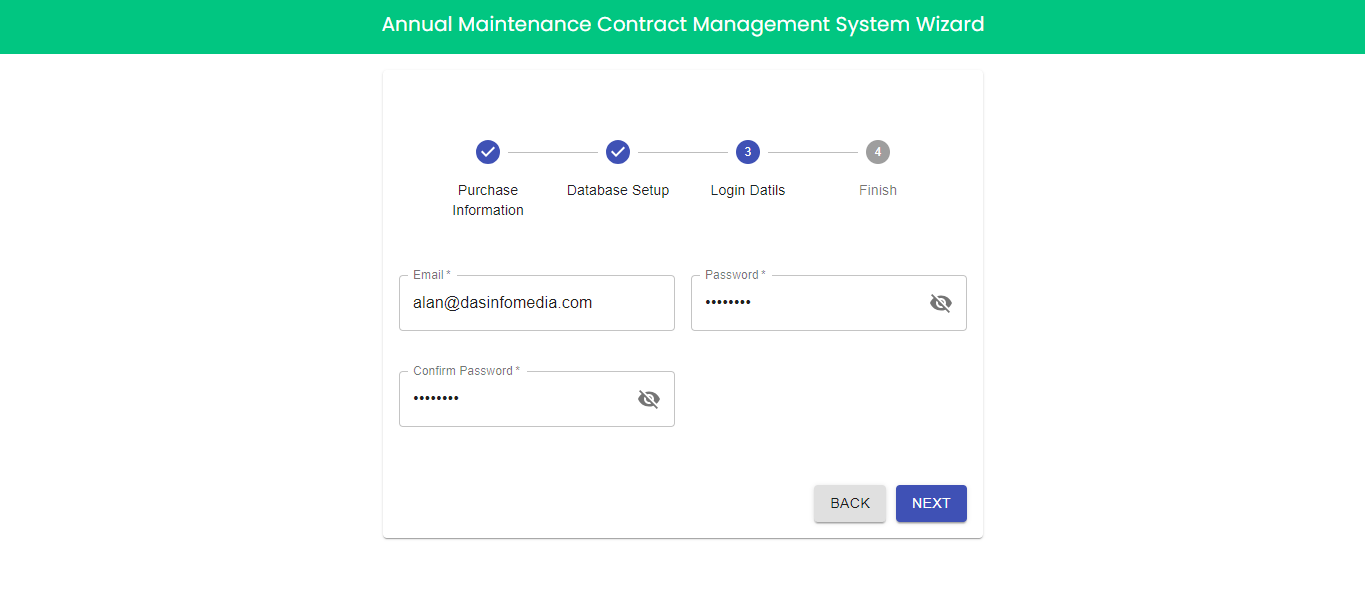 Annual Maintenance Contract Management System Wizard
3
4
Purchase
Information
Database Setup
Login Datils
Finish
Email *
alan@dasinfomedia.com
Password *
••••••••
Confirm Password *
••••••••
BACK
NEXT